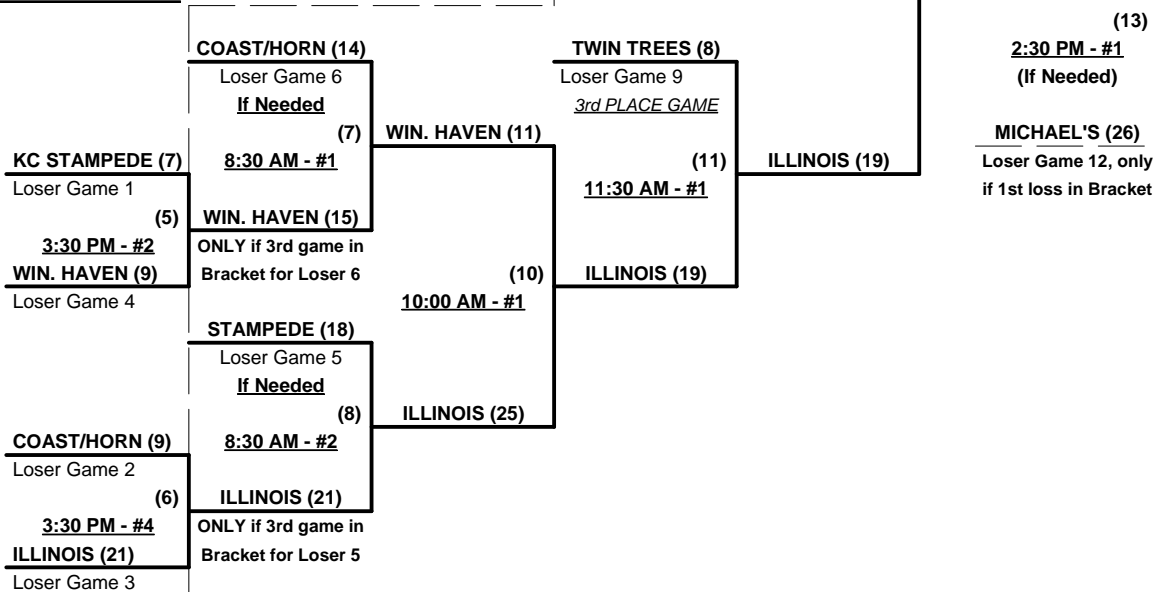 (13)
COAST/HORN (14)
TWIN TREES (8)
2:30 PM - #1
Loser Game 6
Loser Game 9
(If Needed)
If Needed
3rd PLACE GAME
(7)
WIN. HAVEN (11)
MICHAEL'S (26)
KC STAMPEDE (7)
8:30 AM - #1
(11)
ILLINOIS (19)
Loser Game 12, only
Loser Game 1
11:30 AM - #1
if 1st loss in Bracket
(5)
WIN. HAVEN (15)
3:30 PM - #2
ONLY if 3rd game in
WIN. HAVEN (9)
Bracket for Loser 6
(10)
ILLINOIS (19)
Loser Game 4
10:00 AM - #1
STAMPEDE (18)
Loser Game 5
If Needed
(8)
ILLINOIS (25)
COAST/HORN (9)
8:30 AM - #2
Loser Game 2
(6)
ILLINOIS (21)
3:30 PM - #4
ONLY if 3rd game in
ILLINOIS (21)
Bracket for Loser 5
Loser Game 3